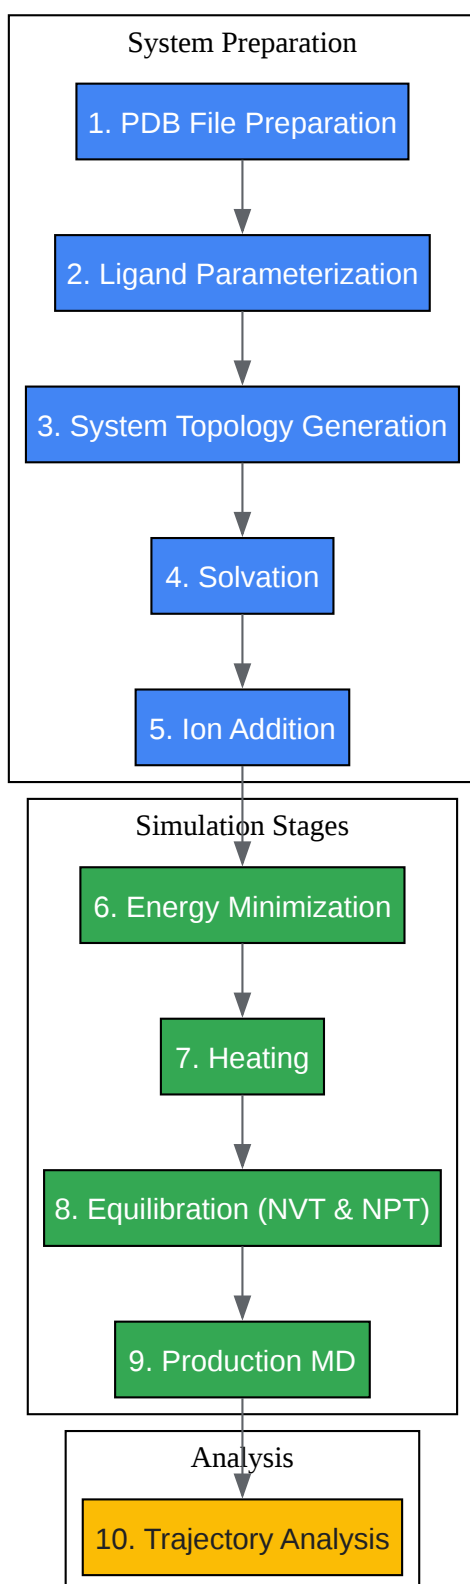 System Preparation
1. PDB File Preparation
2. Ligand Parameterization
3. System Topology Generation
4. Solvation
5. Ion Addition
Simulation Stages
6. Energy Minimization
7. Heating
8. Equilibration (NVT & NPT)
9. Production MD
Analysis
10. Trajectory Analysis